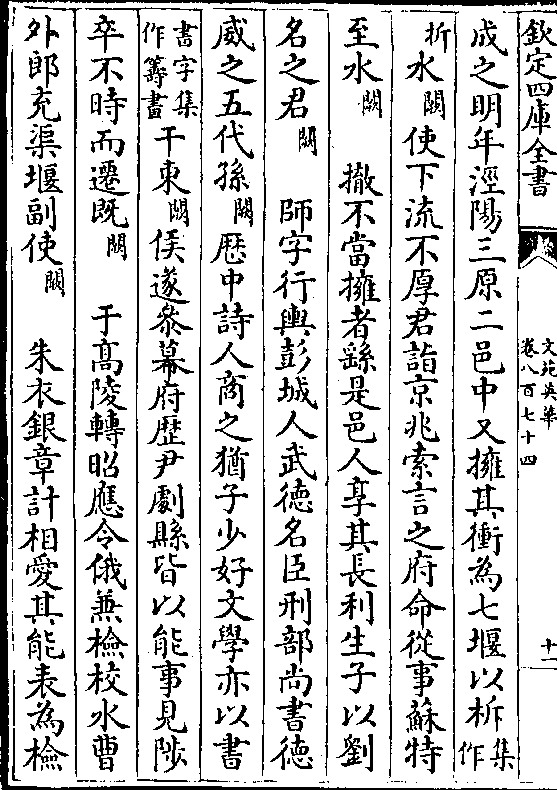 欽定四庫全書
文苑英華
卷八百七十四
十一
成之明年涇陽三原二邑中又擁其衝為七堰以析集作
折水闕使下流不厚君詣京兆索言之府命從事蘇特
至水闕撤不當擁者繇是邑人享其長利生子以劉
名之君闕師字行輿彭城人武德名臣刑部尚書德
威之五代孫闕厯中詩人商之猶子少好文學亦以書
書字集作籌畫干東闕侯遂叅幕府歴尹劇縣皆以能事見陟
卒不時而遷既闕于髙陵轉昭應令俄兼檢校水曹
外郎充渠堰副使闕朱衣銀章計相愛其能表為檢